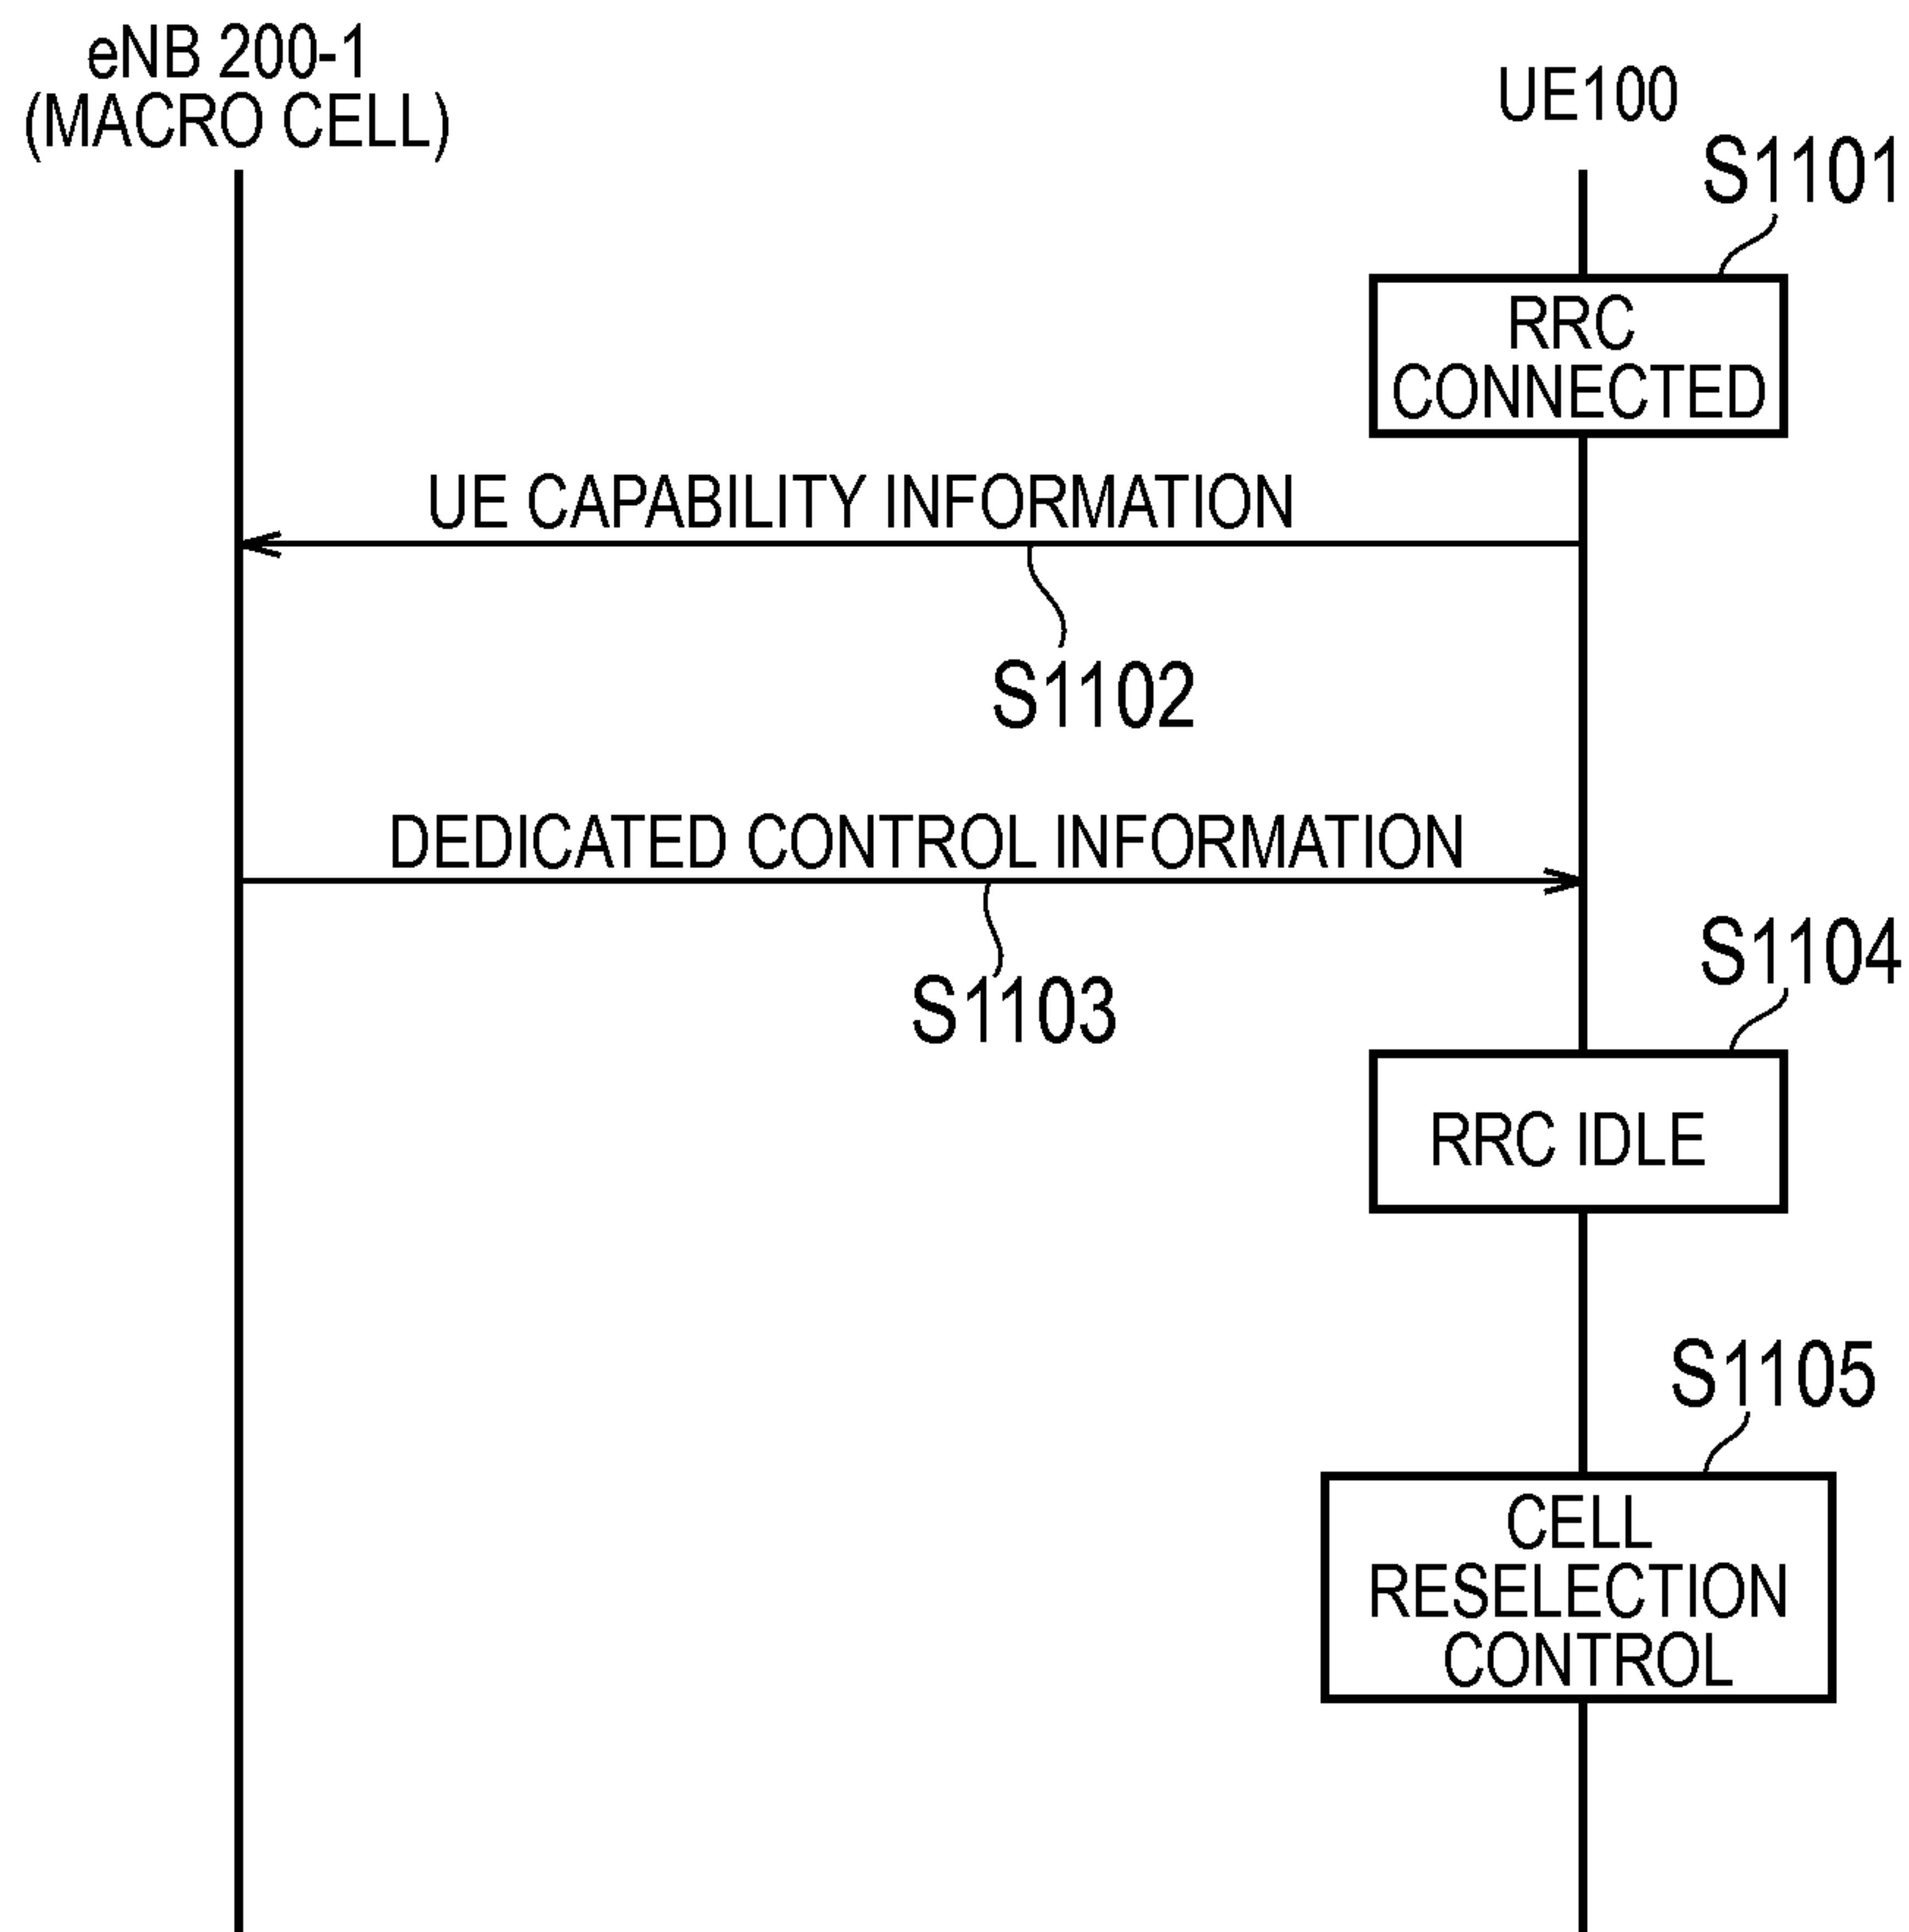 eNB 200-1
(MACRO CELL)
UE100
S1101
RRC
CONNECTED
UE CAPABILITY INFORMATION
S1102
DEDICATED CONTROL INFORMATION
S1103
S1104
RRC IDLE
S1105
CELL
RESELECTION
CONTROL